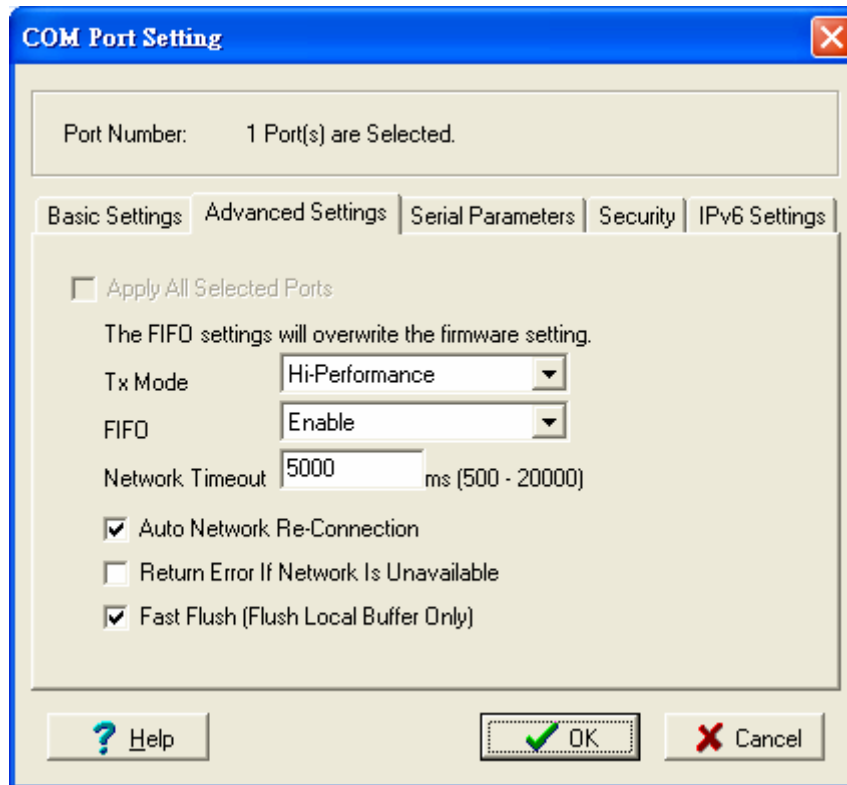 COM Port Setting
Port Number: 1 Port(s) are Selected.
Basic Settings Advanced Settings Serial Parameters Security IPv6 Settings
Apply All Selected Ports
The FIFO settings will overwrite the firmware setting.
Tx Mode Hi-Performance
FIFO Enable
Network Timeout 5000 ms (500 - 20000)
Auto Network Re-Connection
Return Error If Network Is Unavailable
Fast Flush (Flush Local Buffer Only)
? Help OK Cancel